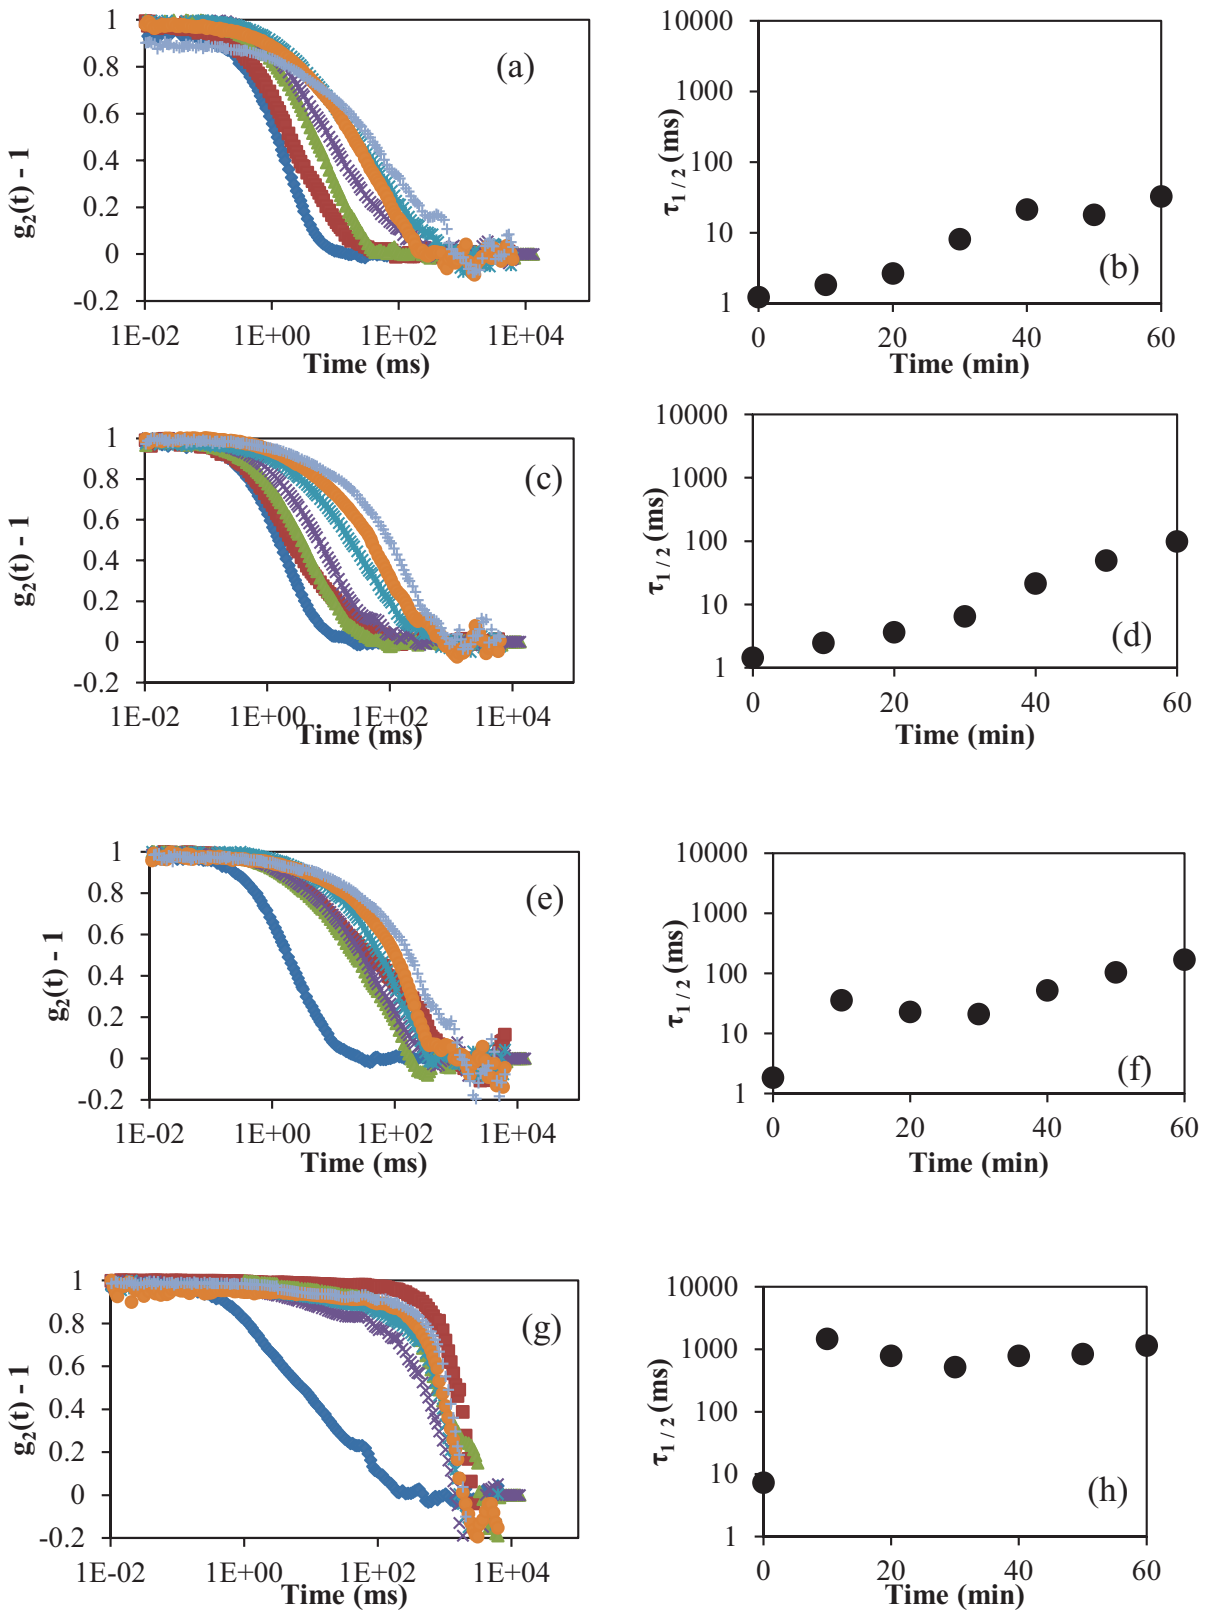 1
0.8
0.6
0.4
0.2
0
-0.2
g₂(t) - 1
(a)
1E-02 1E+00 1E+02 1E+04
Time (ms)
10000
1000
100
10
1
τ₁ / ₂ (ms)
(b)
0 20 40 60
Time (min)
1
0.8
0.6
0.4
0.2
0
-0.2
g₂(t) - 1
(c)
1E-02 1E+00 1E+02 1E+04
Time (ms)
10000
1000
100
10
1
τ₁ / ₂ (ms)
(d)
0 20 40 60
Time (min)
1
0.8
0.6
0.4
0.2
0
-0.2
g₂(t) - 1
(e)
1E-02 1E+00 1E+02 1E+04
Time (ms)
10000
1000
100
10
1
τ₁ / ₂ (ms)
(f)
0 20 40 60
Time (min)
1
0.8
0.6
0.4
0.2
0
-0.2
g₂(t) - 1
(g)
1E-02 1E+00 1E+02 1E+04
Time (ms)
10000
1000
100
10
1
τ₁ / ₂ (ms)
(h)
0 20 40 60
Time (min)